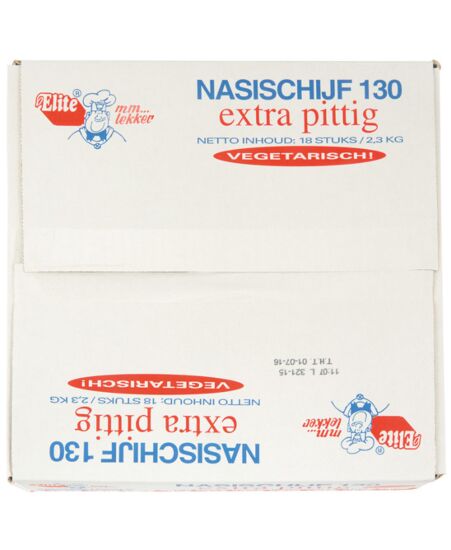 Elite®
mm...
lekker
NASISCHIJF 130
extra pittig
NETTO INHOUD: 18 STUKS / 2,3 KG
VEGETARISCH!
11:07 L 321-15
T.H.T. 01-07-16
VEGETARISCH!
NETTO INHOUD: 18 STUKS / 2,3 KG
extra pittig
NASISCHIJF 130
Elite
mm...
lekker